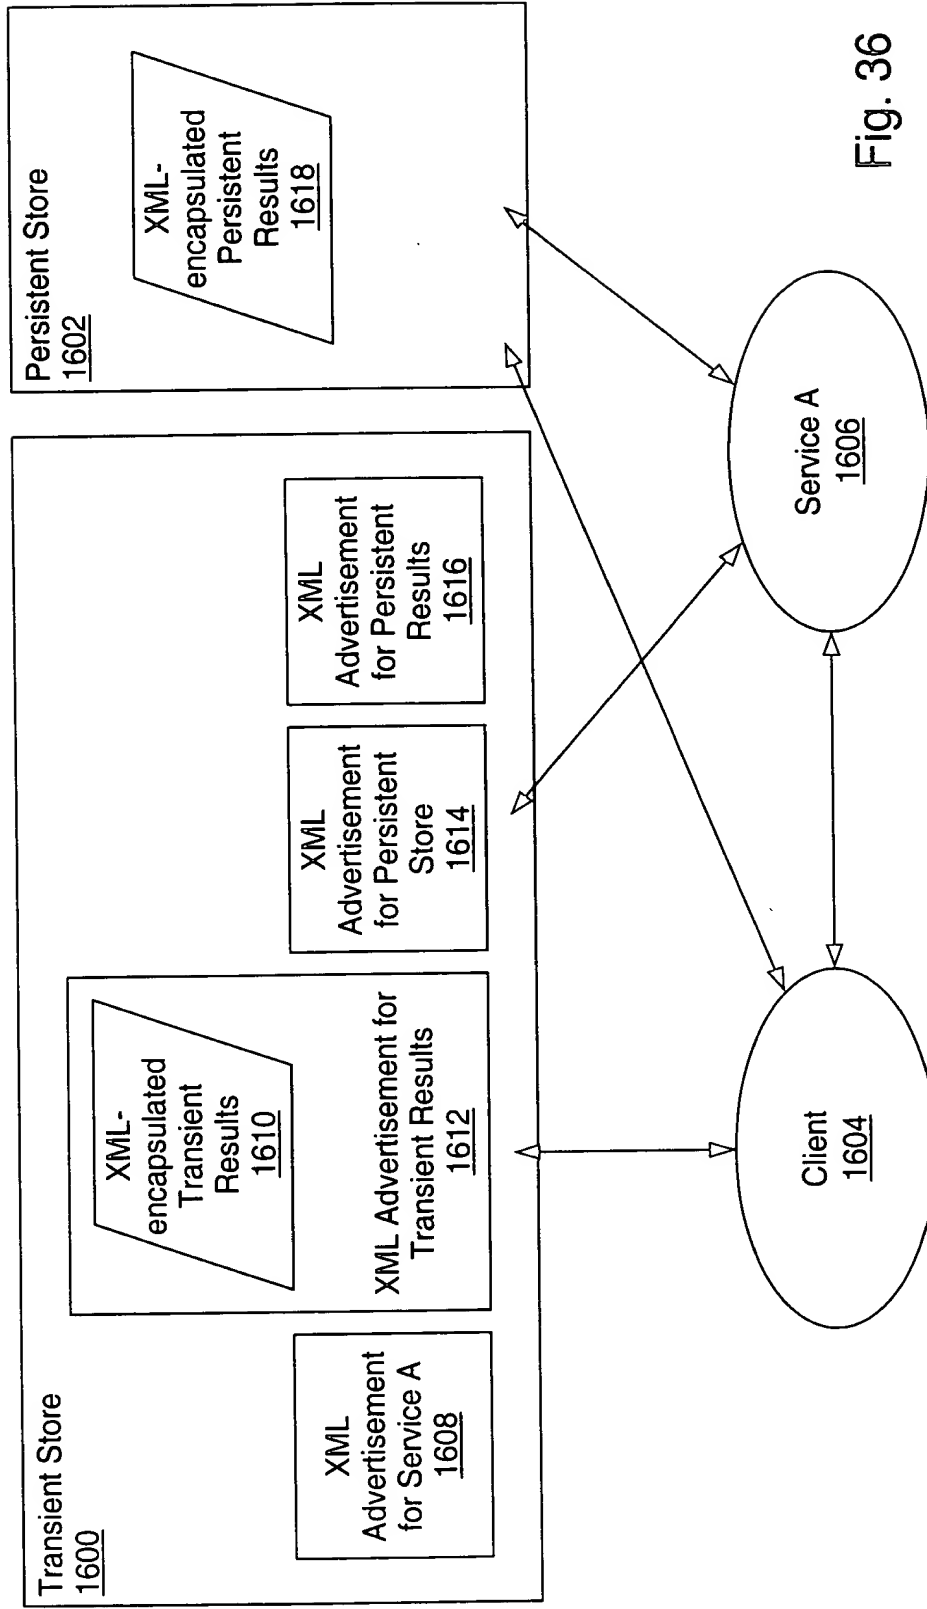 Transient Store
1600
XML
Advertisement
for Service A
1608
XML-
encapsulated
Transient
Results
1610
XML Advertisement for
Transient Results
1612
XML
Advertisement
for Persistent
Store
1614
XML
Advertisement
for Persistent
Results
1616
Persistent Store
1602
XML-
encapsulated
Persistent
Results
1618
Client
1604
Service A
1606
Fig. 36